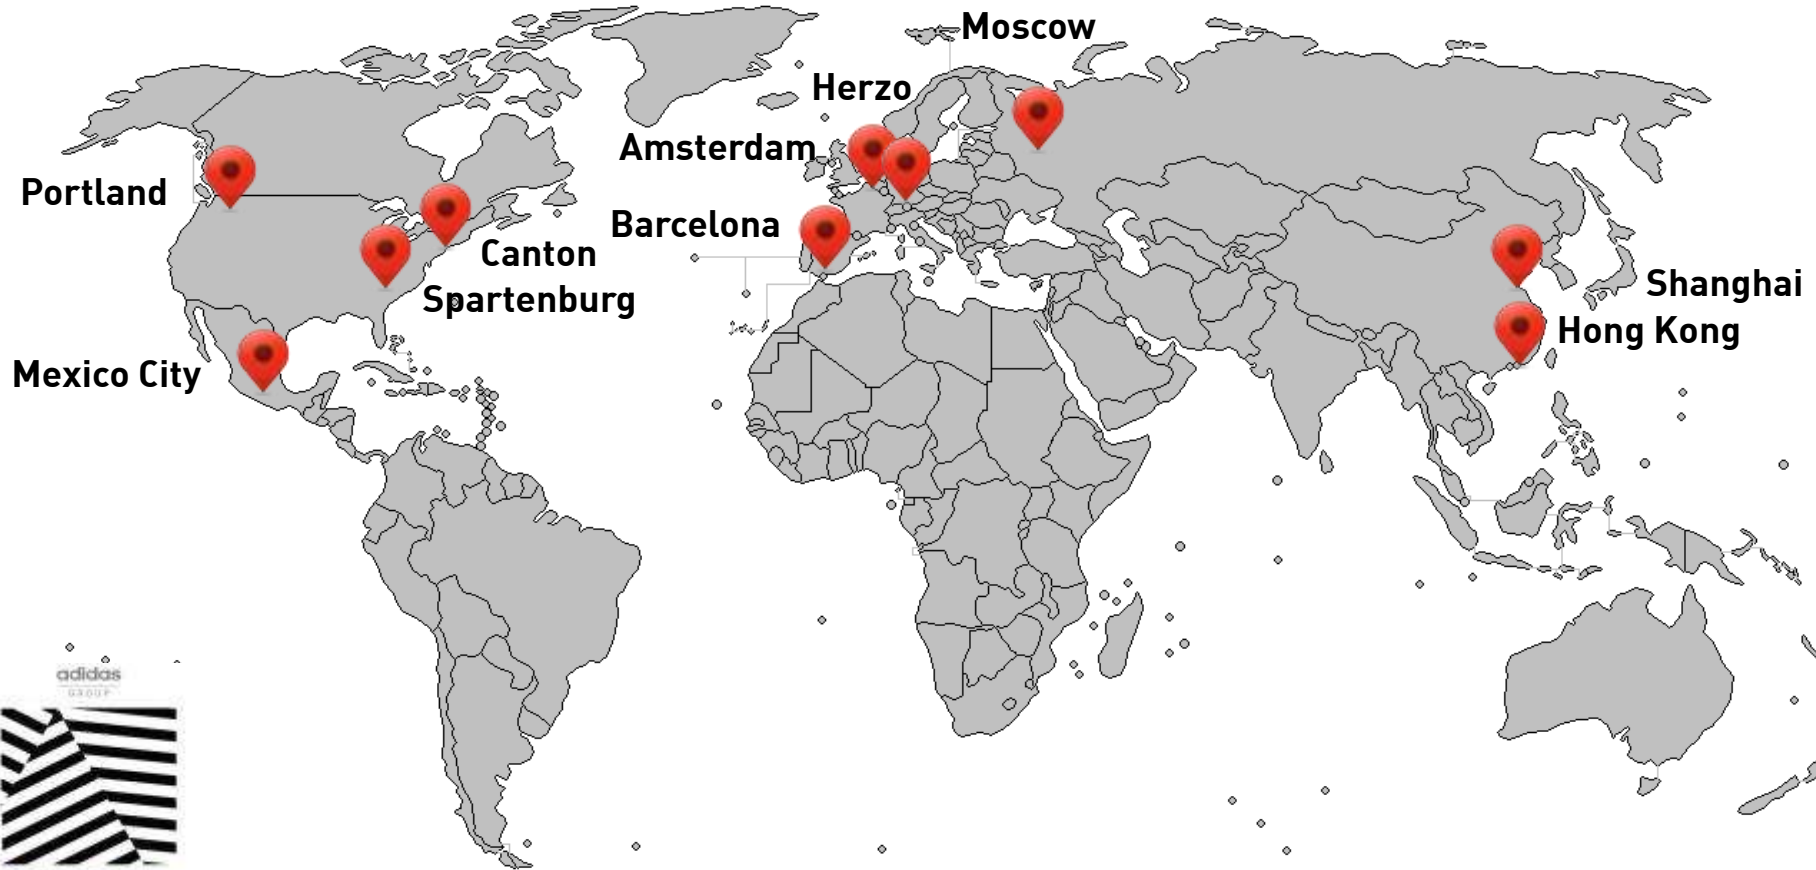 Moscow
Herzo
Amsterdam
Portland
Barcelona
Canton
Spartenburg
Shanghai
Hong Kong
Mexico City
adidas
GROUP